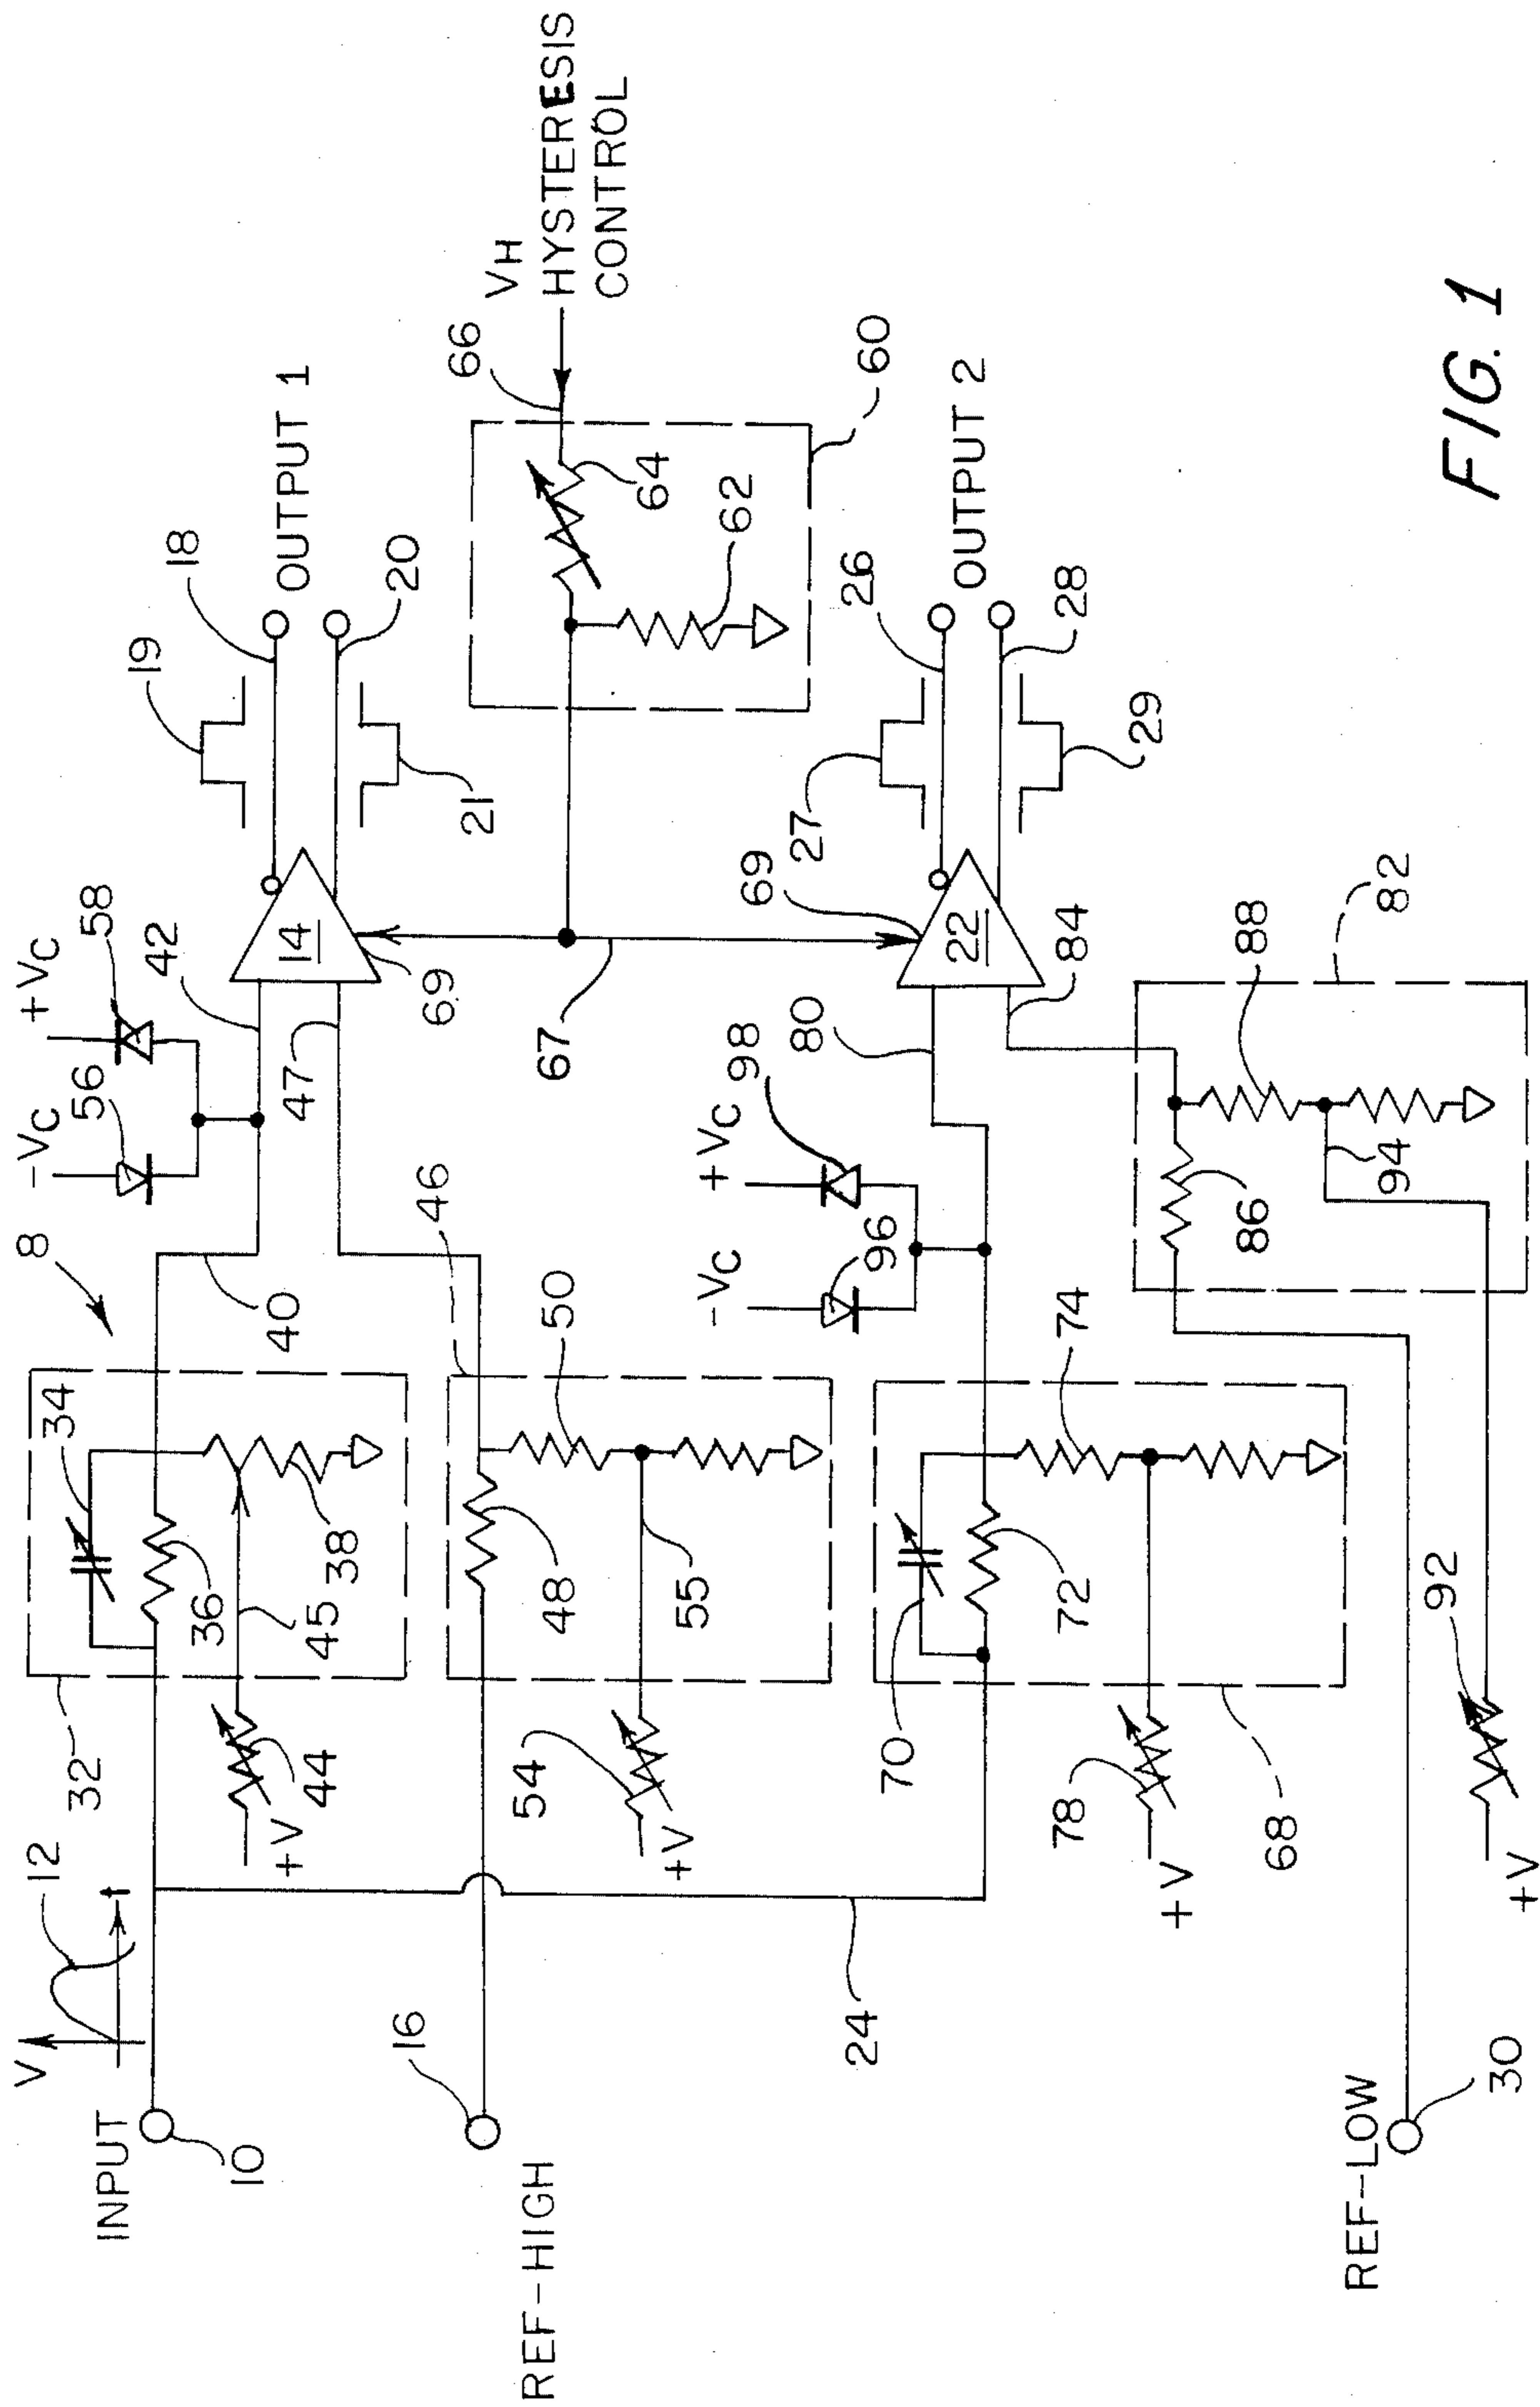 8
-VC
+VC
56
58
42
19
18
OUTPUT 1
V
12
t
INPUT
10
32
34
36
38
40
45
44
+V
47
14
69
21
20
VH
HYSTERESIS
CONTROL
66
16
REF-HIGH
46
48
50
54
55
+V
67
64
62
60
24
-VC
+VC
96
98
80
69
22
84
27
26
OUTPUT 2
28
29
70
72
74
78
+V
68
82
86
88
94
92
+V
REF-LOW
30
FIG. 1